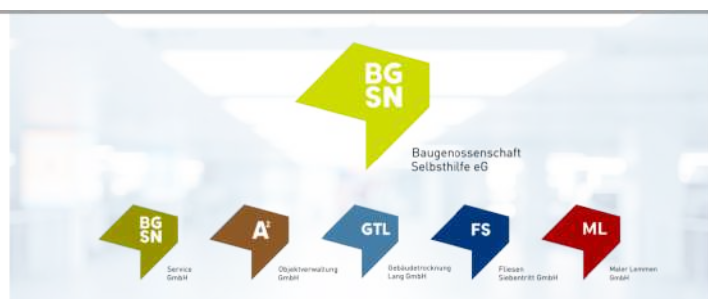 BG
SN
Baugenossenschaft
Selbsthilfe eG
BG
SN
Service
GmbH
A²
Objektverwaltung
GmbH
GTL
Gebäudetrocknung
Lang GmbH
FS
Fliesen
Siebentritt GmbH
ML
Maler Lammen
GmbH